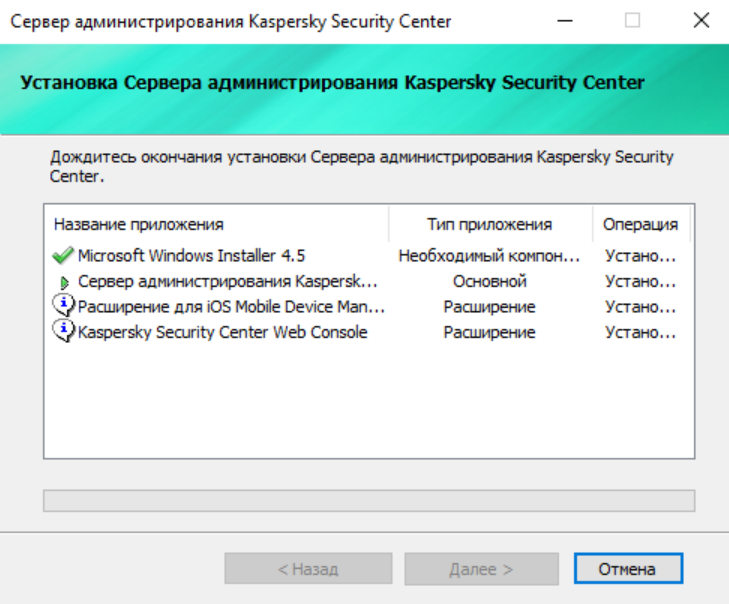 Сервер администрирования Kaspersky Security Center
Установка Сервера администрирования Kaspersky Security Center
Дождитесь окончания установки Сервера администрирования Kaspersky Security
Center.
Название приложения Тип приложения Операция
Microsoft Windows Installer 4.5 Необходимый компон... Устано...
Сервер администрирования Kaspersk... Основной Устано...
Расширение для iOS Mobile Device Man... Расширение Устано...
Kaspersky Security Center Web Console Расширение Устано...
< Назад Далее > Отмена